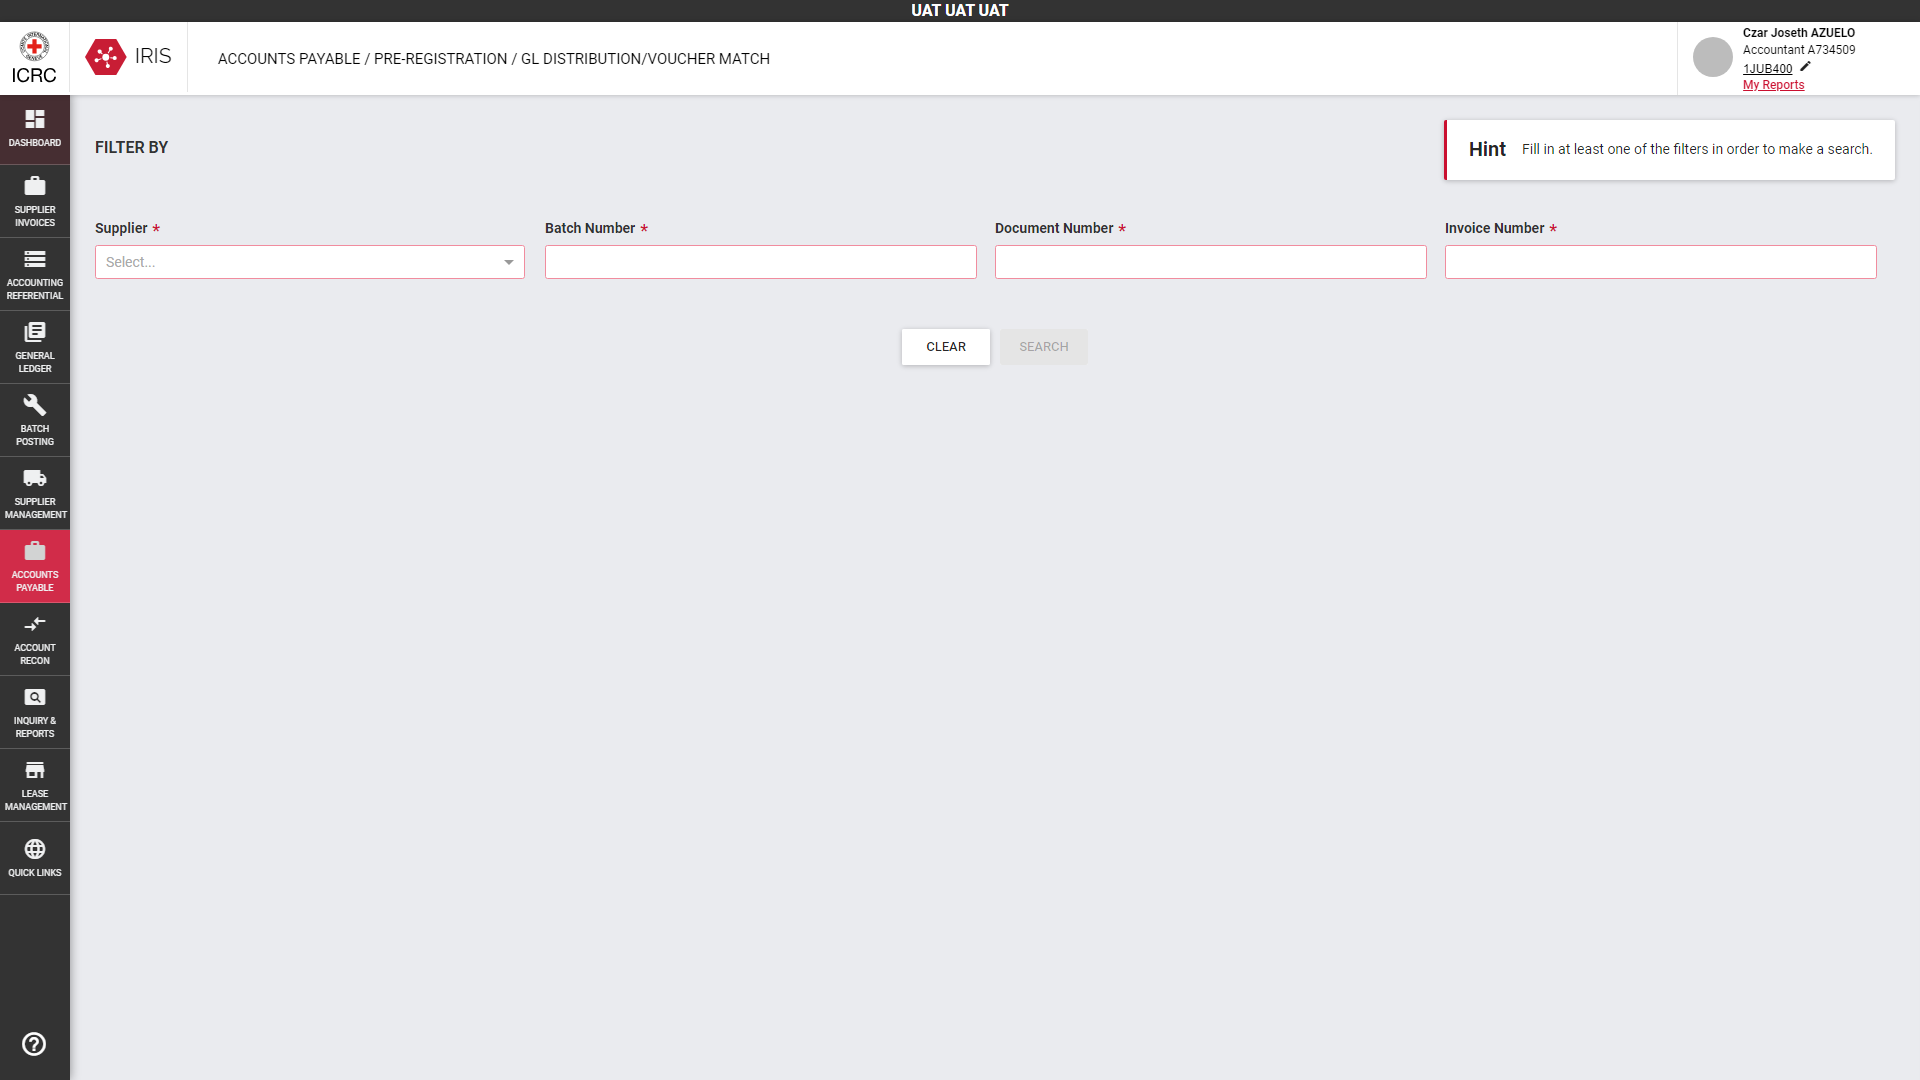 UAT UAT UAT
ICRC
IRIS
ACCOUNTS PAYABLE / PRE-REGISTRATION / GL DISTRIBUTION/VOUCHER MATCH
Czar Joseth AZUELO
Accountant A734509
1JUB400
My Reports
DASHBOARD
SUPPLIER
INVOICES
ACCOUNTING
REFERENTIAL
GENERAL
LEDGER
BATCH
POSTING
SUPPLIER
MANAGEMENT
ACCOUNTS
PAYABLE
ACCOUNT
RECON
INQUIRY &
REPORTS
LEASE
MANAGEMENT
QUICK LINKS
FILTER BY
Hint Fill in at least one of the filters in order to make a search.
Supplier *
Batch Number *
Document Number *
Invoice Number *
Select...
CLEAR
SEARCH